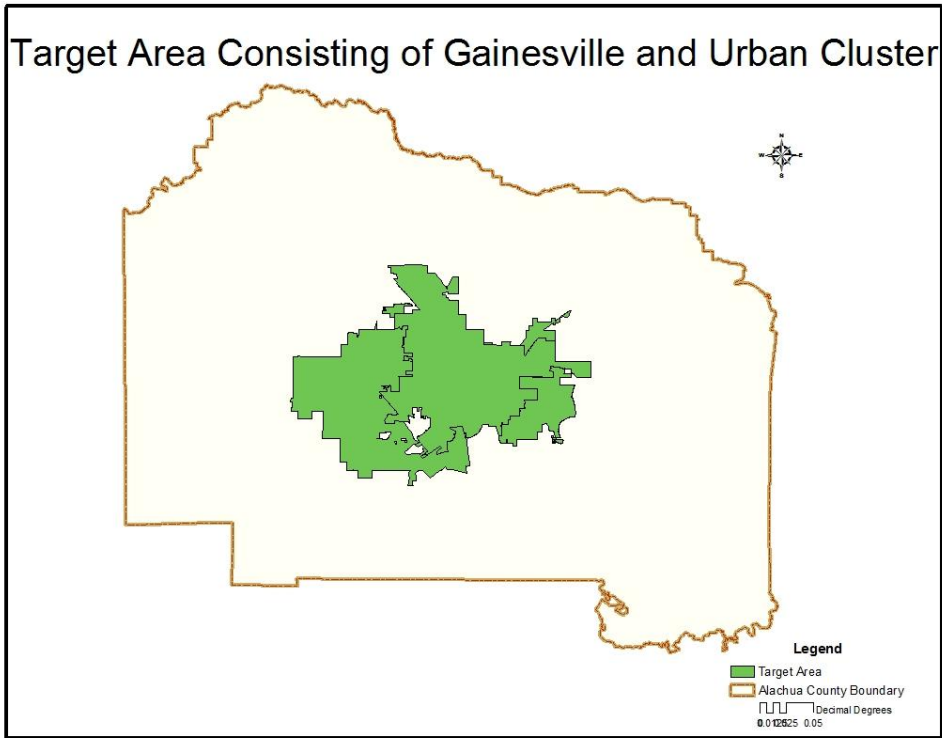 Target Area Consisting of Gainesville and Urban Cluster
N
W E
S
Legend
Target Area
Alachua County Boundary
Decimal Degrees
0.05